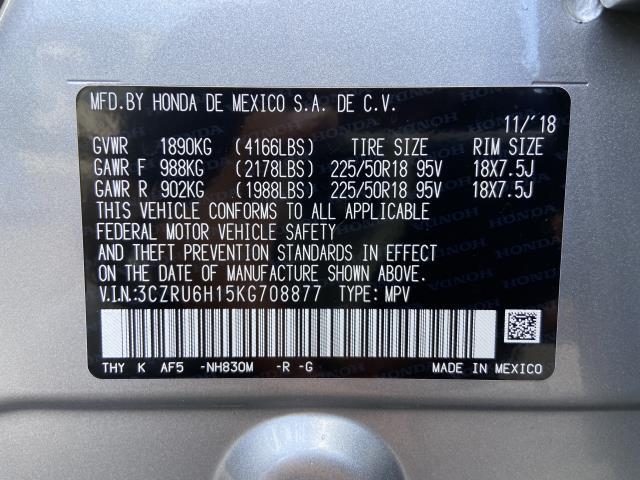 MFD.BY HONDA DE MEXICO S.A. DE C.V.
11/'18
GVWR 1890KG (4166LBS) TIRE SIZE RIM SIZE
GAWR F 988KG (2178LBS) 225/50R18 95V 18X7.5J
GAWR R 902KG (1988LBS) 225/50R18 95V 18X7.5J
THIS VEHICLE CONFORMS TO ALL APPLICABLE
FEDERAL MOTOR VEHICLE SAFETY
AND THEFT PREVENTION STANDARDS IN EFFECT
ON THE DATE OF MANUFACTURE SHOWN ABOVE.
V.I.N.:3CZRU6H15KG708877 TYPE: MPV
THY K AF5 -NH830M -R -G MADE IN MEXICO